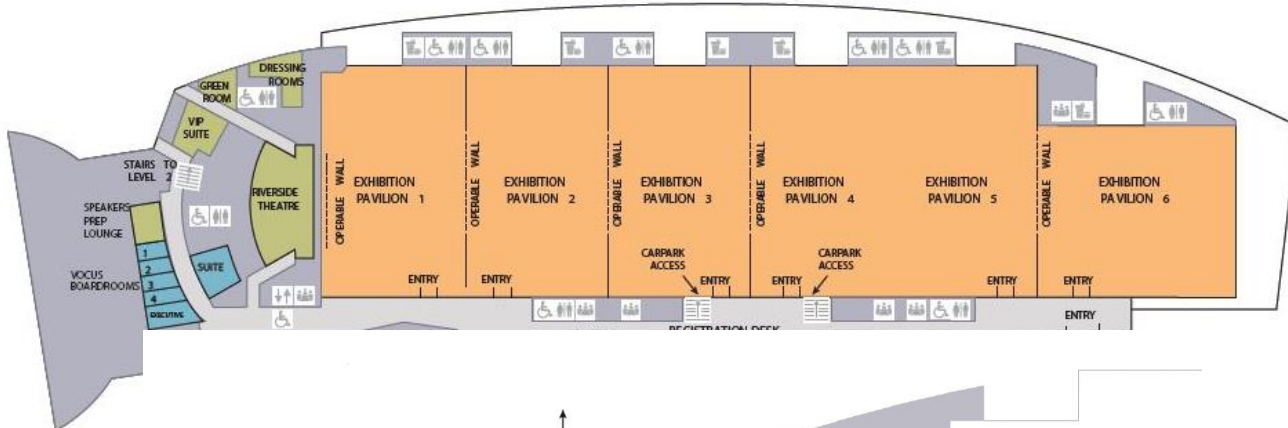 DRESSING
ROOMS
GREEN
ROOM
VIP
SUITE
STAIRS TO
LEVEL 2
RIVERSIDE
THEATRE
SPEAKERS
PREP
LOUNGE
VOCUS
BOARDROOMS
1
2
3
4
EXECUTIVE
SUITE
OPERABLE WALL
EXHIBITION
PAVILION 1
OPERABLE WALL
EXHIBITION
PAVILION 2
OPERABLE WALL
EXHIBITION
PAVILION 3
OPERABLE WALL
EXHIBITION
PAVILION 4
EXHIBITION
PAVILION 5
OPERABLE WALL
EXHIBITION
PAVILION 6
CARPARK
ACCESS
CARPARK
ACCESS
ENTRY
ENTRY
ENTRY
ENTRY
ENTRY
ENTRY
ENTRY
REGISTRATION DESK